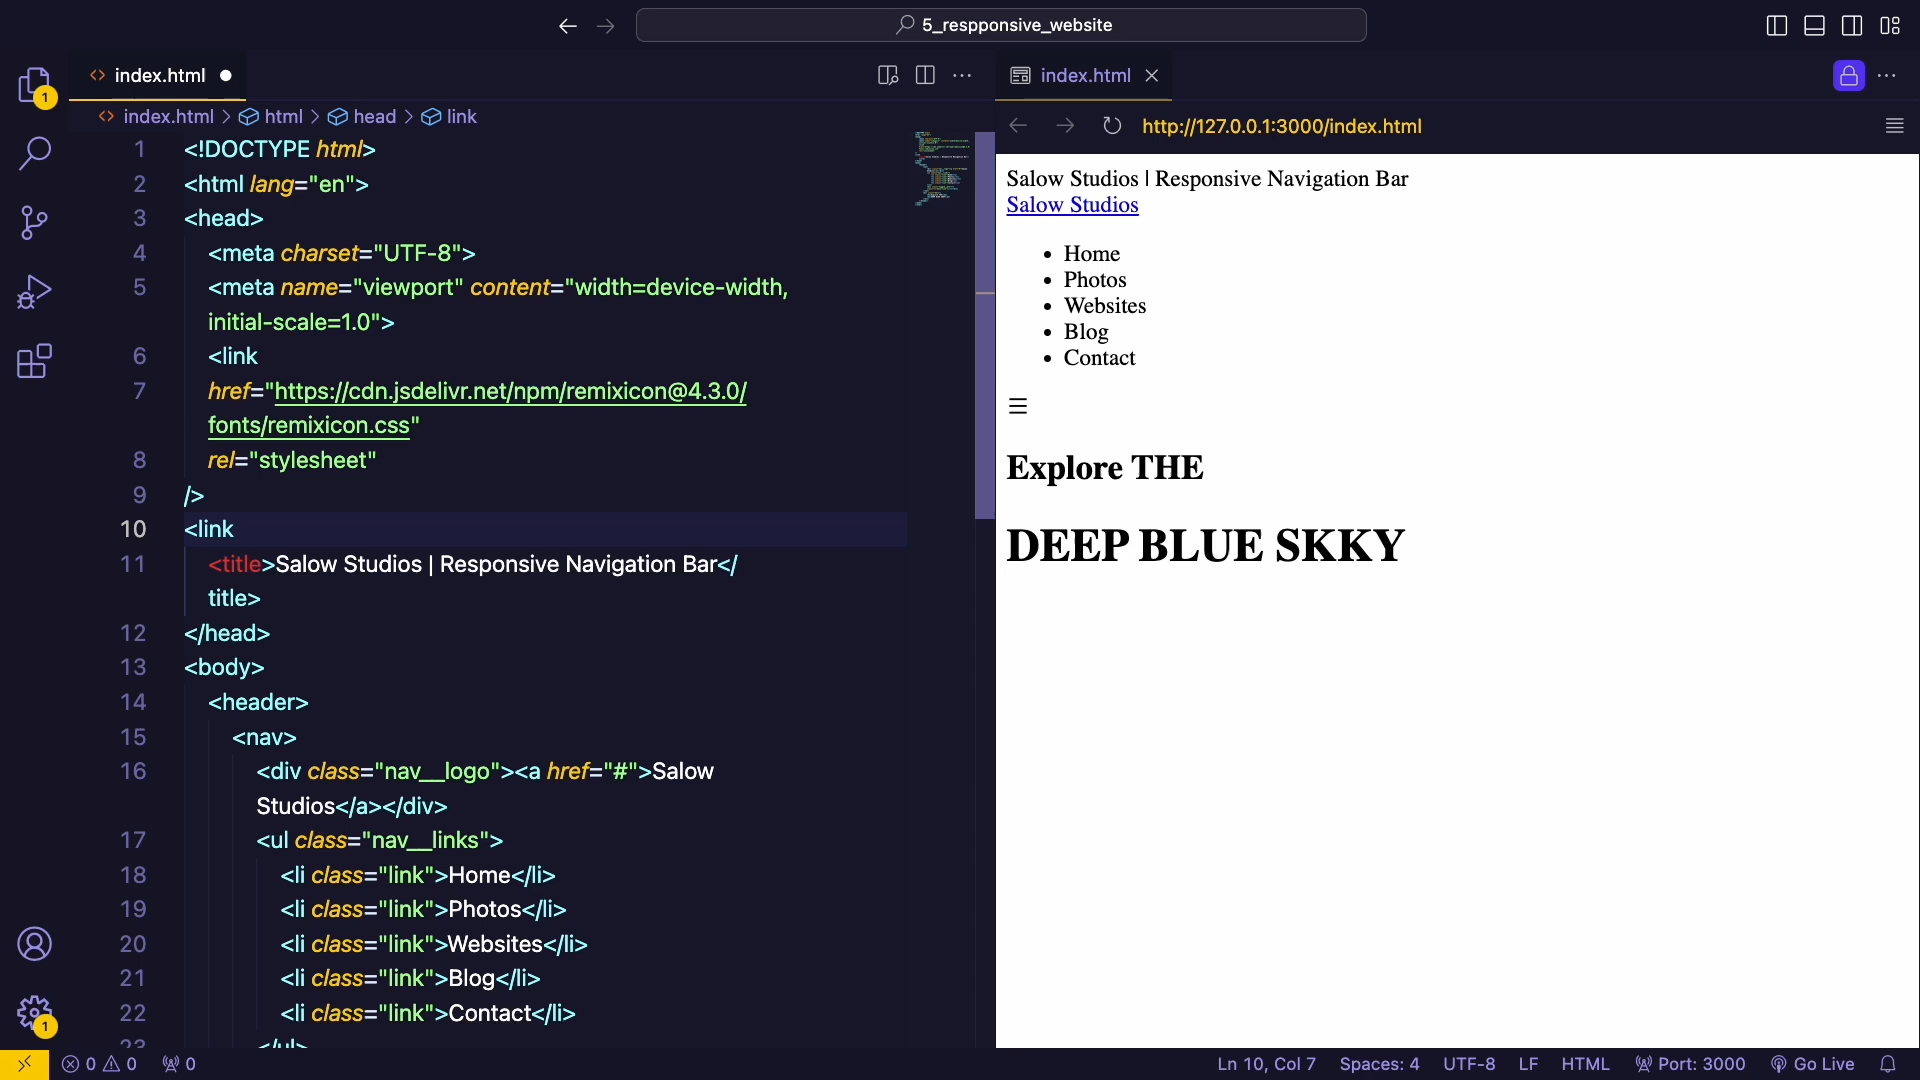 5_respponsive_website
index.html
index.html
1
index.html > html > head > link
http://127.0.0.1:3000/index.html
1 <!DOCTYPE html>
2 <html lang="en">
3 <head>
4 <meta charset="UTF-8">
5 <meta name="viewport" content="width=device-width,
initial-scale=1.0">
6 <link
7 href="https://cdn.jsdelivr.net/npm/remixicon@4.3.0/
fonts/remixicon.css"
8 rel="stylesheet"
9 />
10 <link
11 <title>Salow Studios | Responsive Navigation Bar</
title>
12 </head>
13 <body>
14 <header>
15 <nav>
16 <div class="nav__logo"><a href="#">Salow
Studios</a></div>
17 <ul class="nav__links">
18 <li class="link">Home</li>
19 <li class="link">Photos</li>
20 <li class="link">Websites</li>
21 <li class="link">Blog</li>
22 <li class="link">Contact</li>
23 </ul>
Salow Studios | Responsive Navigation Bar
Salow Studios
• Home
• Photos
• Websites
• Blog
• Contact
Explore THE
DEEP BLUE SKKY
1
0 0 0
Ln 10, Col 7 Spaces: 4 UTF-8 LF HTML Port: 3000 Go Live